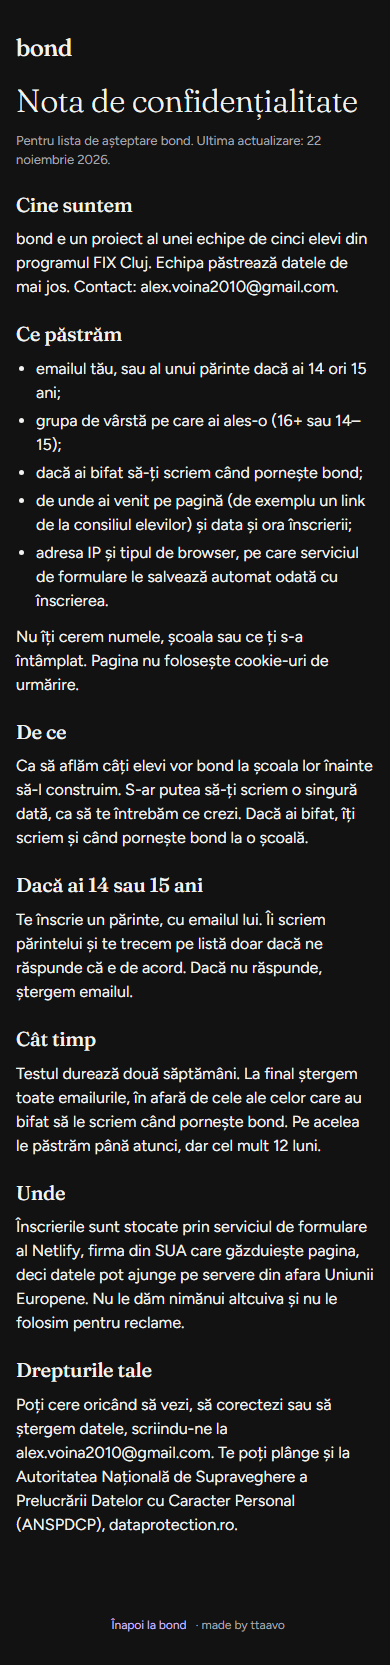 bond
Nota de confidențialitate
Pentru lista de așteptare bond. Ultima actualizare: 22
noiembrie 2026.
Cine suntem
bond e un proiect al unei echipe de cinci elevi din
programul FIX Cluj. Echipa păstrează datele de
mai jos. Contact: alex.voina2010@gmail.com.
Ce păstrăm
• emailul tău, sau al unui părinte dacă ai 14 ori 15
ani;
• grupa de vârstă pe care ai ales-o (16+ sau 14–
15);
• dacă ai bifat să-ți scriem când pornește bond;
• de unde ai venit pe pagină (de exemplu un link
de la consiliul elevilor) și data și ora înscrierii;
• adresa IP și tipul de browser, pe care serviciul
de formulare le salvează automat odată cu
înscrierea.
Nu îți cerem numele, școala sau ce ți s-a
întâmplat. Pagina nu folosește cookie-uri de
urmărire.
De ce
Ca să aflăm câți elevi vor bond la școala lor înainte
să-l construim. S-ar putea să-ți scriem o singură
dată, ca să te întrebăm ce crezi. Dacă ai bifat, îți
scriem și când pornește bond la o școală.
Dacă ai 14 sau 15 ani
Te înscrie un părinte, cu emailul lui. Îi scriem
părintelui și te trecem pe listă doar dacă ne
răspunde că e de acord. Dacă nu răspunde,
ștergem emailul.
Cât timp
Testul durează două săptămâni. La final ștergem
toate emailurile, în afară de cele ale celor care au
bifat să le scriem când pornește bond. Pe acelea
le păstrăm până atunci, dar cel mult 12 luni.
Unde
Înscrierile sunt stocate prin serviciul de formulare
al Netlify, firma din SUA care găzduiește pagina,
deci datele pot ajunge pe servere din afara Uniunii
Europene. Nu le dăm nimănui altcuiva și nu le
folosim pentru reclame.
Drepturile tale
Poți cere oricând să vezi, să corectezi sau să
ștergem datele, scriindu-ne la
alex.voina2010@gmail.com. Te poți plânge și la
Autoritatea Națională de Supraveghere a
Prelucrării Datelor cu Caracter Personal
(ANSPDCP), dataprotection.ro.
Înapoi la bond · made by ttaavo